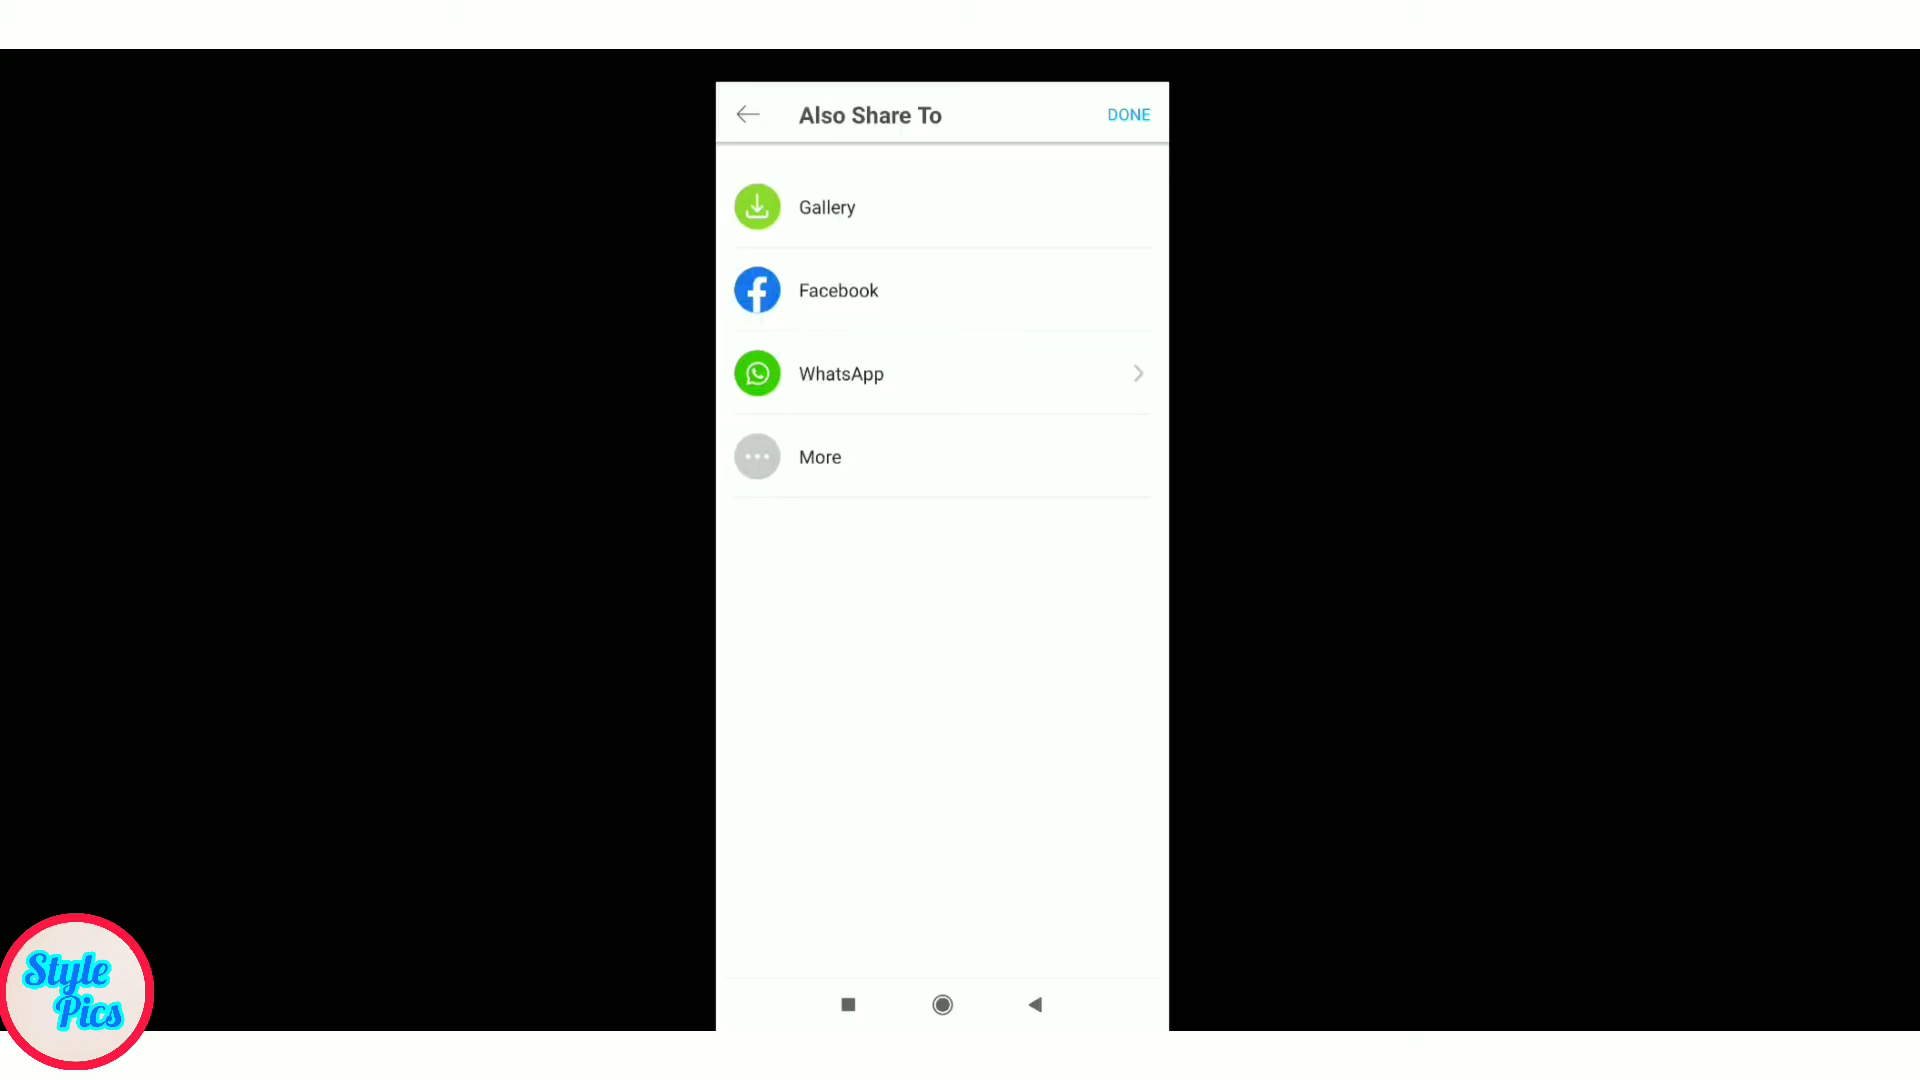 Also Share To
DONE
Gallery
Facebook
WhatsApp
More
Style
Pics